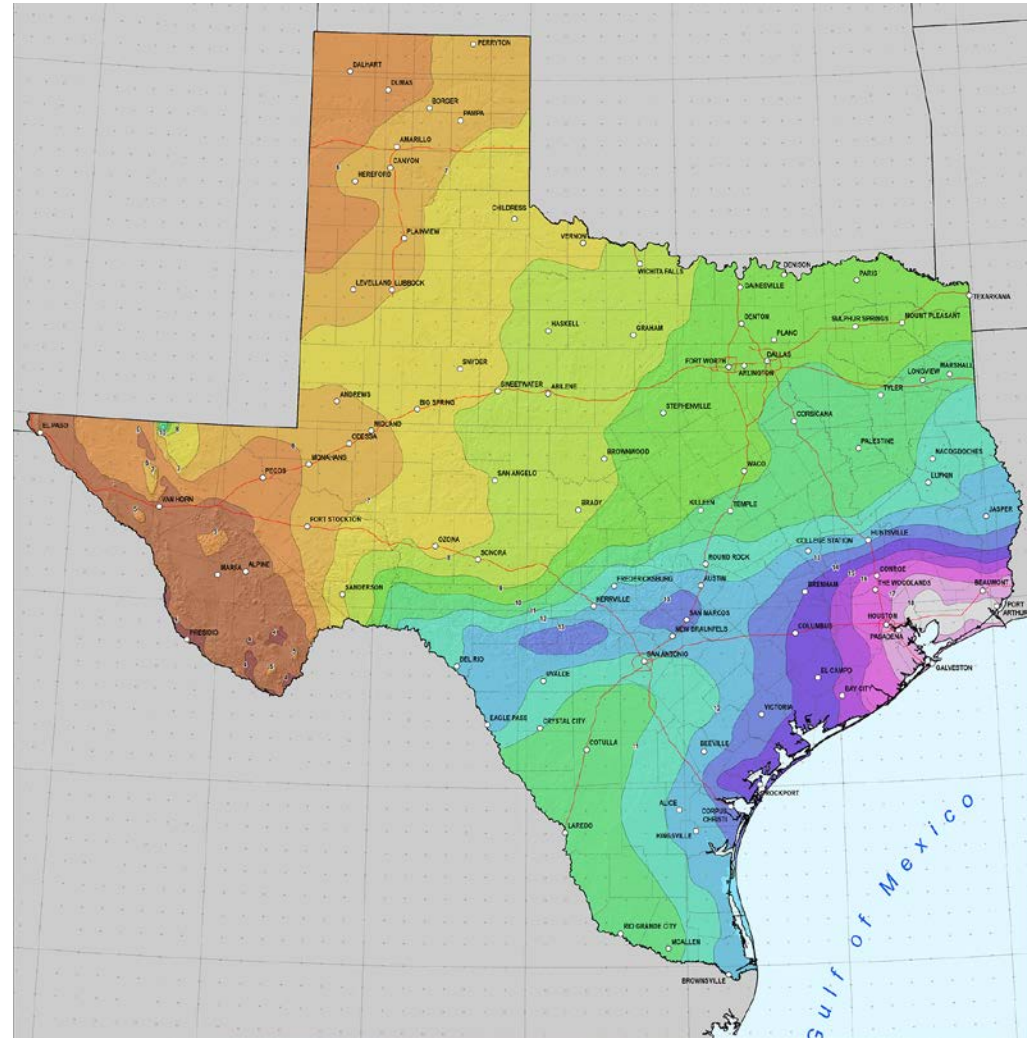 PERRYTON
DALHART
DUMAS
BORGER
PAMPA
AMARILLO
CANYON
HEREFORD
CHILDRESS
PLAINVIEW
VERNON
WICHITA FALLS
DENISON
PARIS
LEVELLAND
LUBBOCK
GAINESVILLE
TEXARKANA
HASKELL
GRAHAM
DENTON
SULPHUR SPRINGS
MOUNT PLEASANT
PLANO
SNYDER
FORT WORTH
DALLAS
ARLINGTON
MARSHALL
LONGVIEW
TYLER
ANDREWS
BIG SPRING
SWEETWATER
ABILENE
STEPHENVILLE
CORSICANA
EL PASO
MIDLAND
ODESSA
PALESTINE
MONAHANS
BROWNWOOD
NACOGDOCHES
PECOS
SAN ANGELO
WACO
LUFKIN
VAN HORN
BRADY
KILLEEN
TEMPLE
JASPER
FORT STOCKTON
HUNTSVILLE
OZONA
SONORA
COLLEGE STATION
ROUND ROCK
MARFA
ALPINE
SANDERSON
FREDERICKSBURG
AUSTIN
CONROE
BRENHAM
THE WOODLANDS
BEAUMONT
KERRVILLE
PORT
ARTHUR
SAN MARCOS
HOUSTON
PRESIDIO
NEW BRAUNFELS
COLUMBUS
PASADENA
SAN ANTONIO
GALVESTON
DEL RIO
UVALDE
EL CAMPO
BAY CITY
VICTORIA
EAGLE PASS
CRYSTAL CITY
COTULLA
BEEVILLE
ROCKPORT
ALICE
CORPUS
CHRISTI
LAREDO
KINGSVILLE
RIO GRANDE CITY
MCALLEN
BROWNSVILLE
Gulf of Mexico